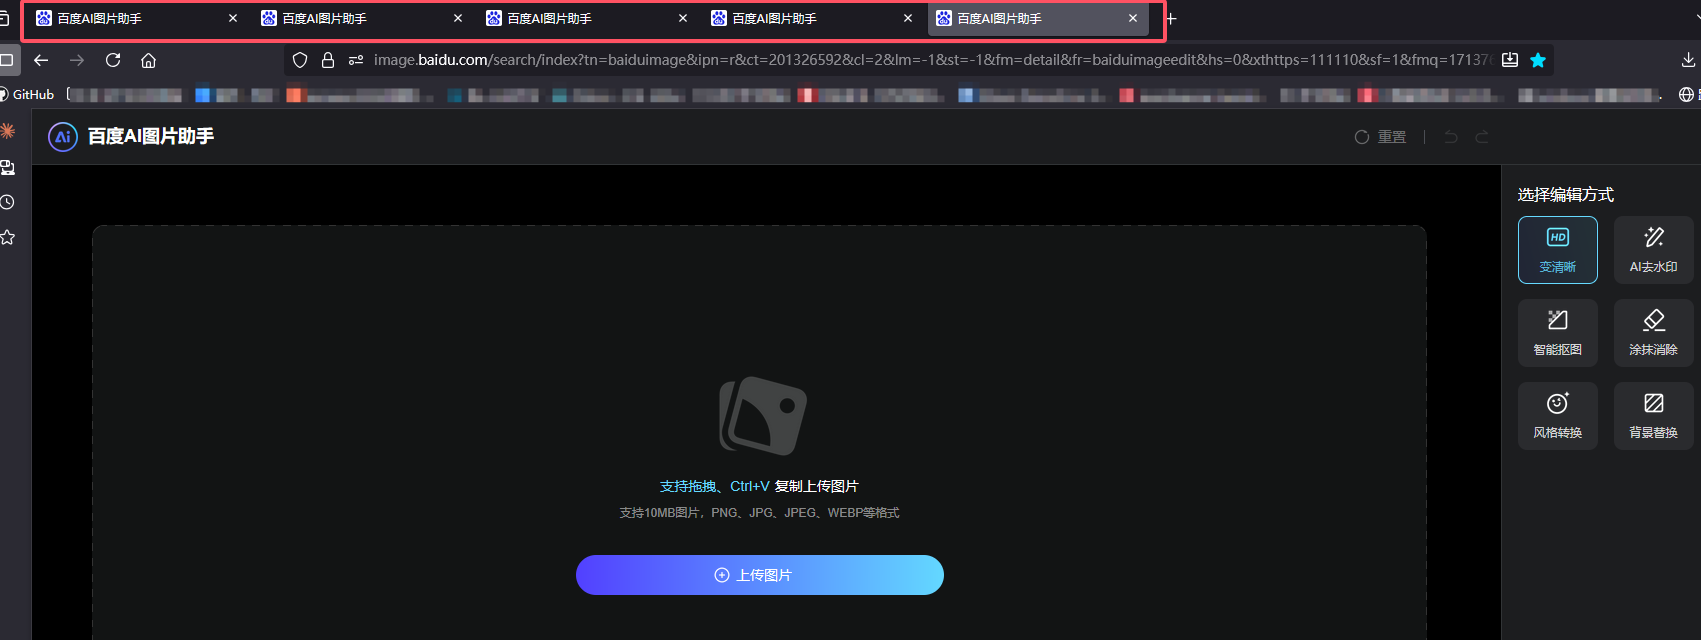 百度AI图片助手
百度AI图片助手
百度AI图片助手
百度AI图片助手
百度AI图片助手
image.baidu.com/search/index?tn=baiduimage&ipn=r&ct=201326592&cl=2&lm=-1&st=-1&fm=detail&fr=baiduimageedit&hs=0&xthttps=111110&sf=1&fmq=17137
GitHub
Ai 百度AI图片助手
重置
选择编辑方式
HD
变清晰
AI去水印
智能抠图
涂抹消除
风格转换
背景替换
支持拖拽、Ctrl+V 复制上传图片
支持10MB图片，PNG、JPG、JPEG、WEBP等格式
上传图片